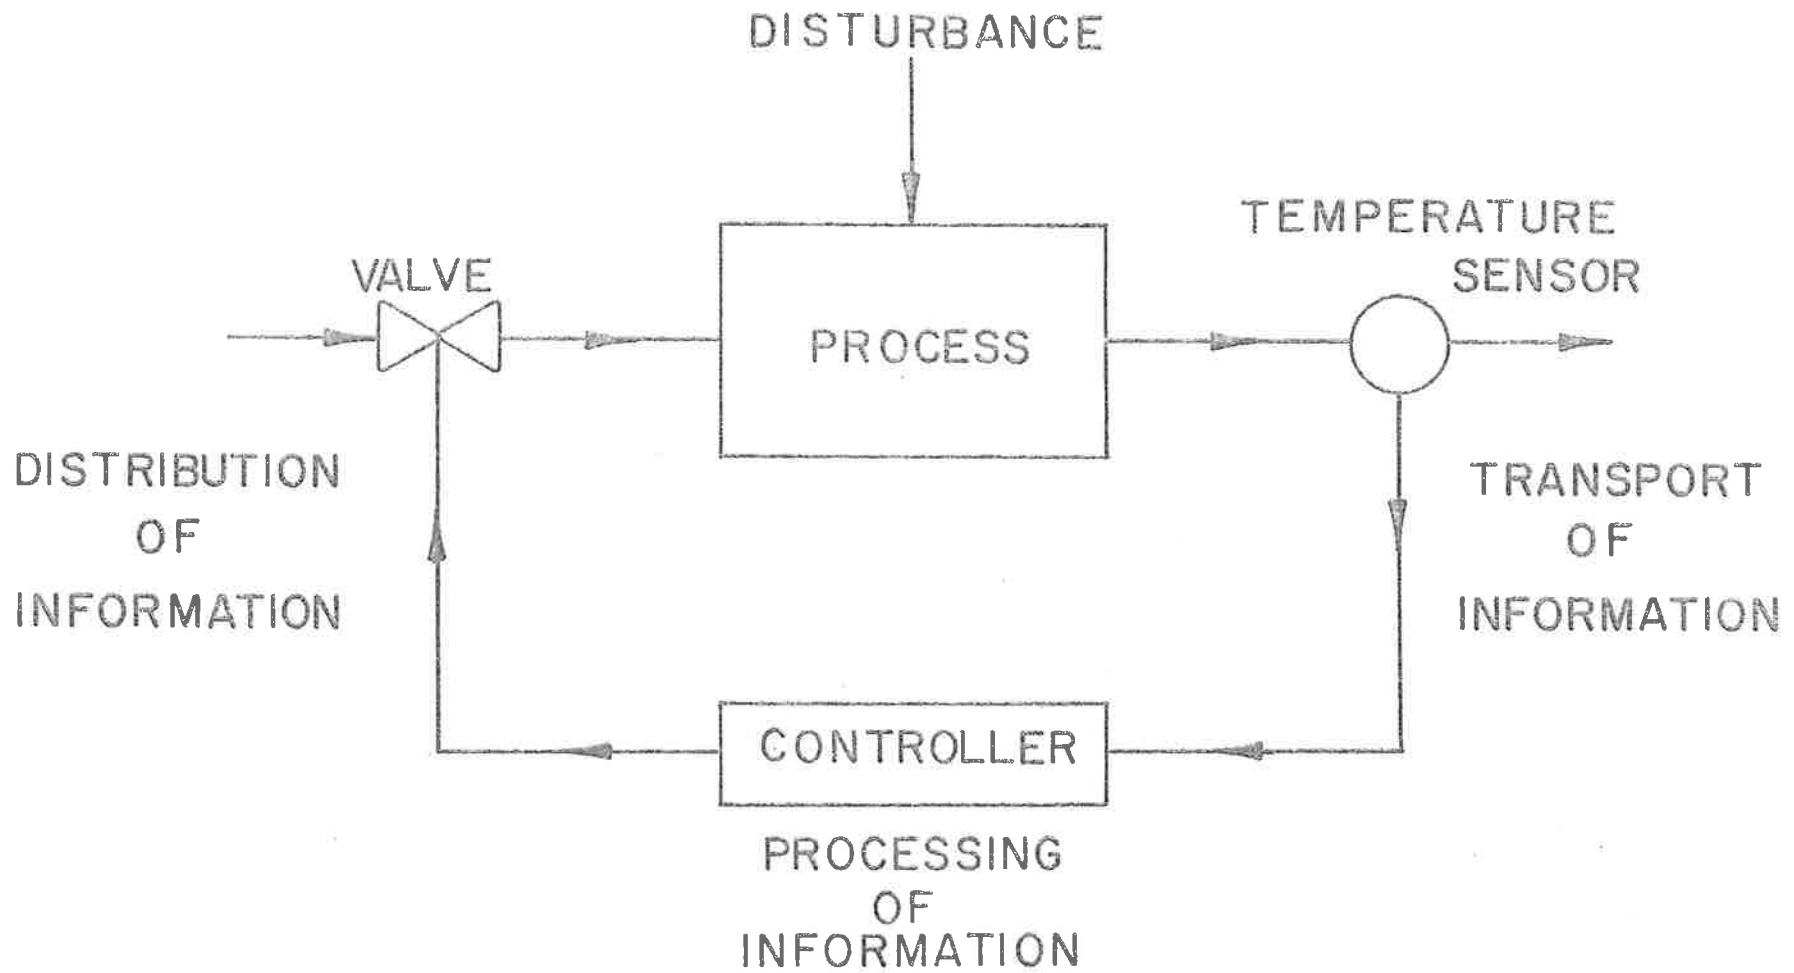 DISTURBANCE
TEMPERATURE
SENSOR
VALVE
PROCESS
DISTRIBUTION
OF
INFORMATION
TRANSPORT
OF
INFORMATION
CONTROLLER
PROCESSING
OF
INFORMATION